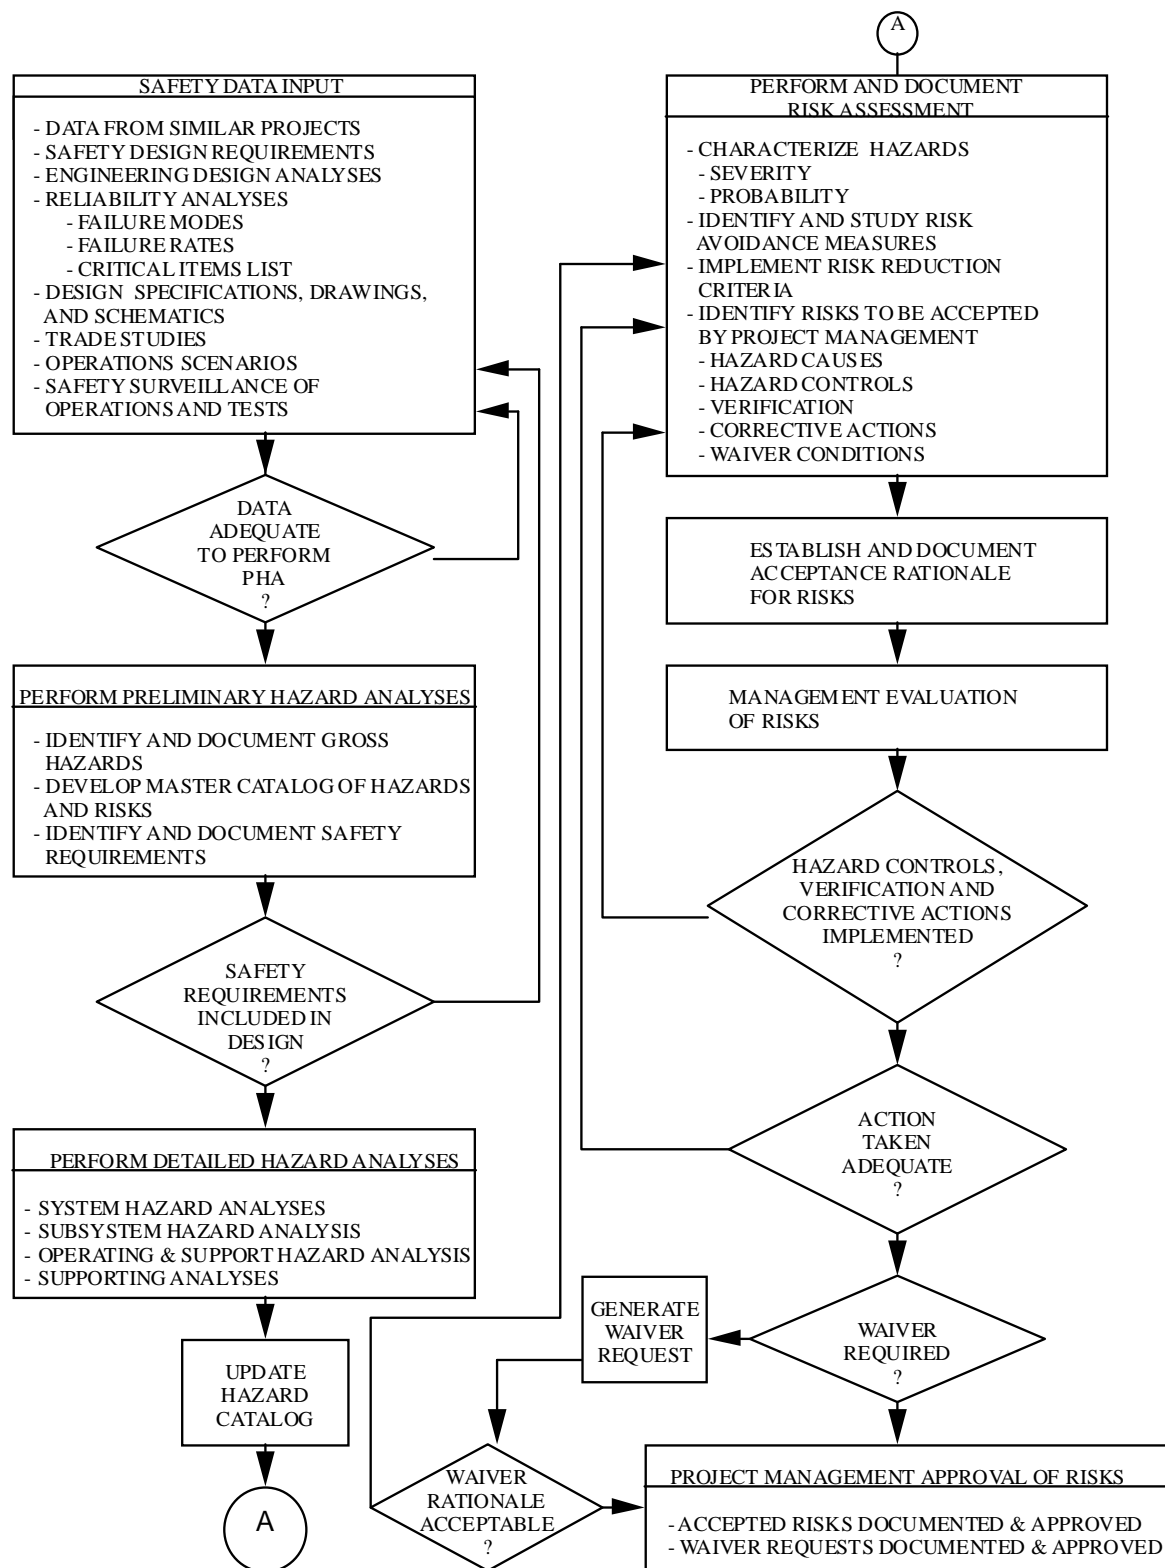 SAFETY DATA INPUT
- DATA FROM SIMILAR PROJECTS
- SAFETY DESIGN REQUIREMENTS
- ENGINEERING DESIGN ANALYSES
- RELIABILITY ANALYSES
- FAILURE MODES
- FAILURE RATES
- CRITICAL ITEMS LIST
- DESIGN SPECIFICATIONS, DRAWINGS,
AND SCHEMATICS
- TRADE STUDIES
- OPERATIONS SCENARIOS
- SAFETY SURVEILLANCE OF
OPERATIONS AND TESTS
DATA
ADEQUATE
TO PERFORM
PHA
?
PERFORM PRELIMINARY HAZARD ANALYSES
- IDENTIFY AND DOCUMENT GROSS
HAZARDS
- DEVELOP MASTER CATALOG OF HAZARDS
AND RISKS
- IDENTIFY AND DOCUMENT SAFETY
REQUIREMENTS
SAFETY
REQUIREMENTS
INCLUDED IN
DESIGN
?
PERFORM DETAILED HAZARD ANALYSES
- SYSTEM HAZARD ANALYSES
- SUBSYSTEM HAZARD ANALYSIS
- OPERATING & SUPPORT HAZARD ANALYSIS
- SUPPORTING ANALYSES
UPDATE
HAZARD
CATALOG
A
A
PERFORM AND DOCUMENT
RISK ASSESSMENT
- CHARACTERIZE HAZARDS
- SEVERITY
- PROBABILITY
- IDENTIFY AND STUDY RISK
AVOIDANCE MEASURES
- IMPLEMENT RISK REDUCTION
CRITERIA
- IDENTIFY RISKS TO BE ACCEPTED
BY PROJECT MANAGEMENT
- HAZARD CAUSES
- HAZARD CONTROLS
- VERIFICATION
- CORRECTIVE ACTIONS
- WAIVER CONDITIONS
ESTABLISH AND DOCUMENT
ACCEPTANCE RATIONALE
FOR RISKS
MANAGEMENT EVALUATION
OF RISKS
HAZARD CONTROLS,
VERIFICATION AND
CORRECTIVE ACTIONS
IMPLEMENTED
?
ACTION
TAKEN
ADEQUATE
?
WAIVER
REQUIRED
?
GENERATE
WAIVER
REQUEST
WAIVER
RATIONALE
ACCEPTABLE
?
PROJECT MANAGEMENT APPROVAL OF RISKS
- ACCEPTED RISKS DOCUMENTED & APPROVED
- WAIVER REQUESTS DOCUMENTED & APPROVED